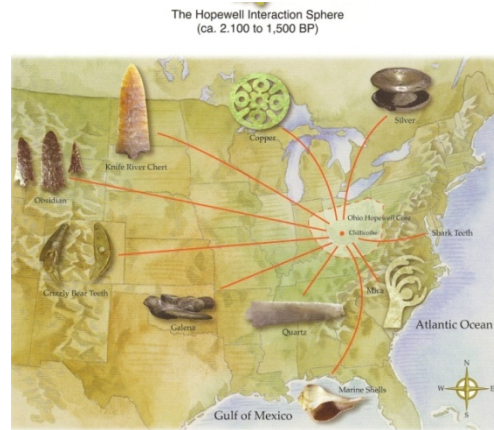 The Hopewell Interaction Sphere
(ca. 2.100 to 1,500 BP)
Silver
Copper
Knife River Chert
Obsidian
Ohio Hopewell Core
Chillicothe
Shark Teeth
Grizzly Bear Teeth
Mica
Galena
Quartz
Atlantic Ocean
Marine Shells
Gulf of Mexico
N
W
E
S